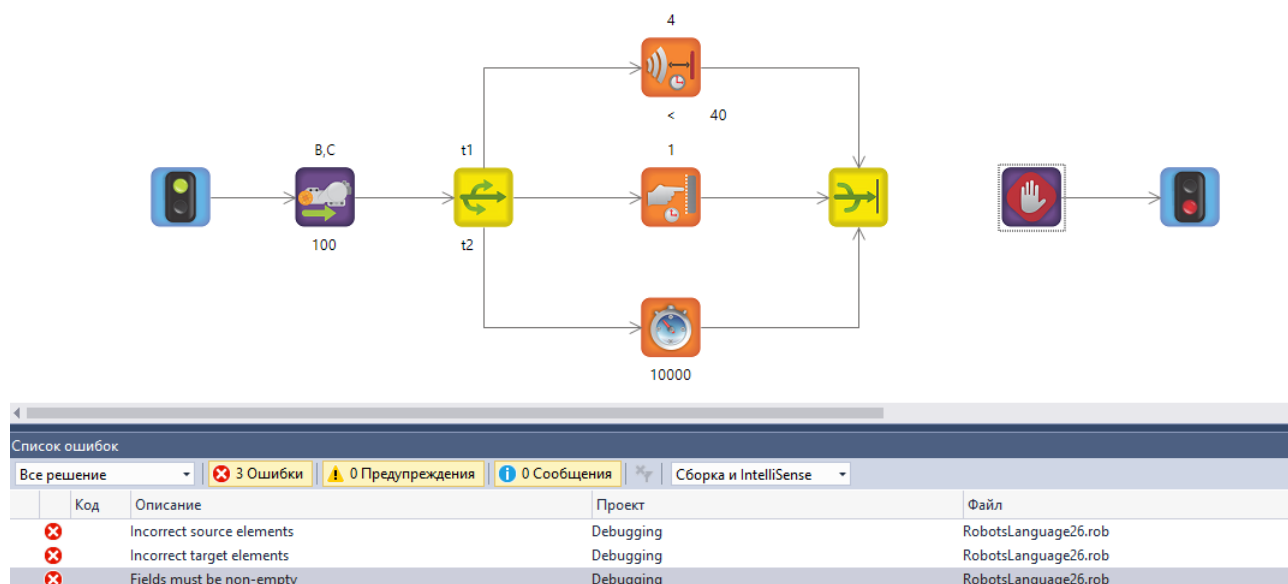 4
< 40
B,C
t1
1
100
t2
10000
Список ошибок
Все решение 3 Ошибки 0 Предупреждения 0 Сообщения Сборка и IntelliSense
Код Описание Проект Файл
Incorrect source elements Debugging RobotsLanguage26.rob
Incorrect target elements Debugging RobotsLanguage26.rob
Fields must be non-empty Debugging RobotsLanguage26.rob